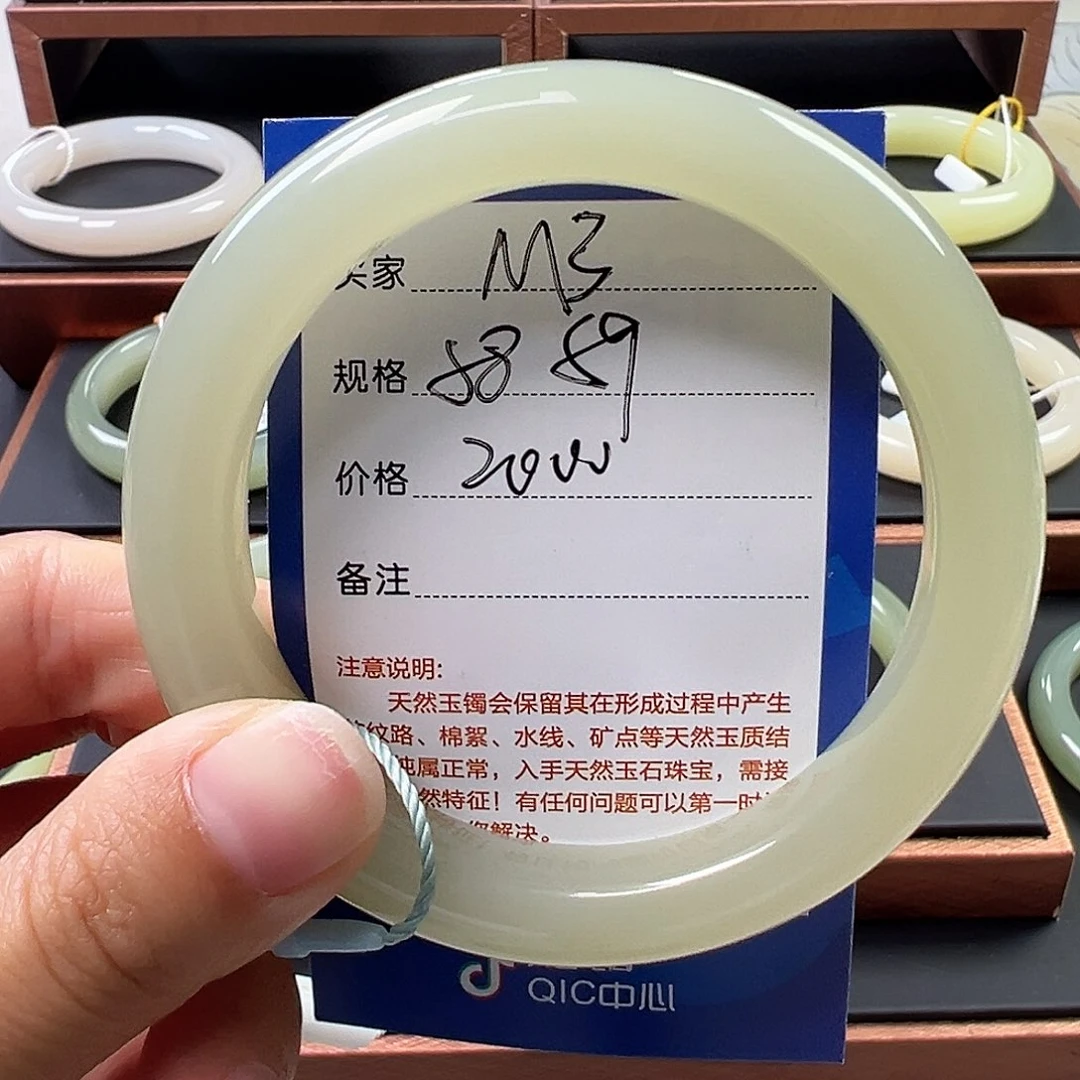 买家 M3
规格 58 59
价格 2000
备注
注意说明:
天然玉镯会保留其在形成过程中产生
纹路、棉絮、水线、矿点等天然玉质结
纯属正常，入手天然玉石珠宝，需接
然特征！有任何问题可以第一时
您解决。
QIC中心